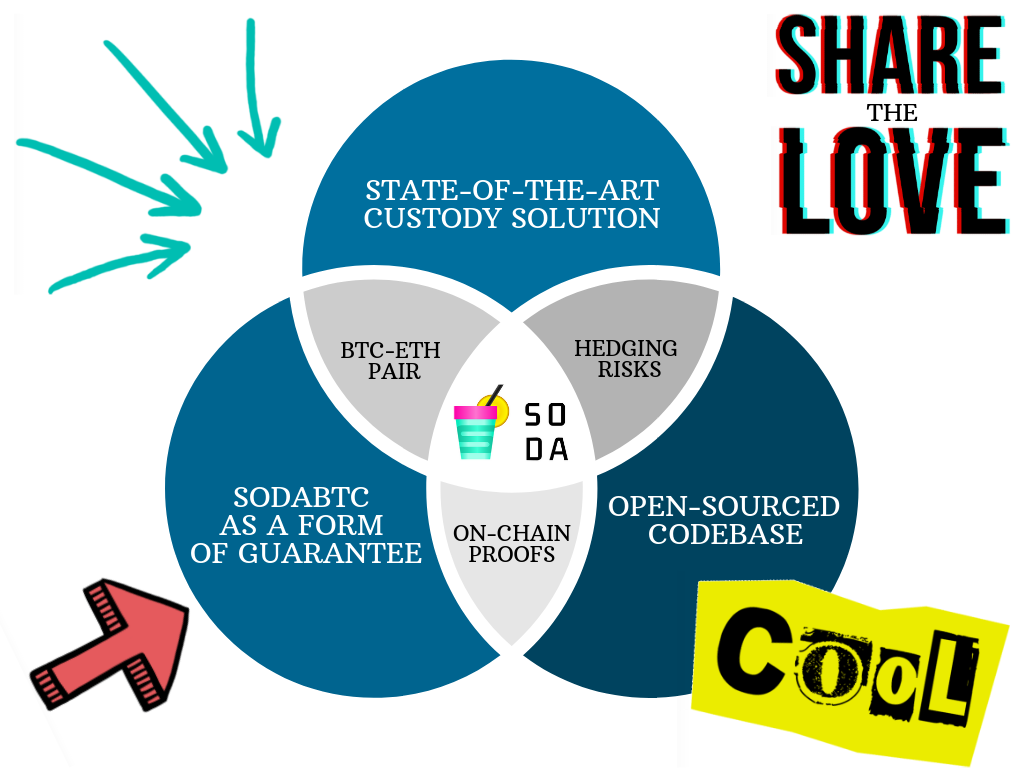 SHARE
THE
LOVE
STATE-OF-THE-ART
CUSTODY SOLUTION
BTC-ETH
PAIR
HEDGING
RISKS
SO
DA
SODABTC
AS A FORM
OF GUARANTEE
ON-CHAIN
PROOFS
OPEN-SOURCED
CODEBASE
COOL